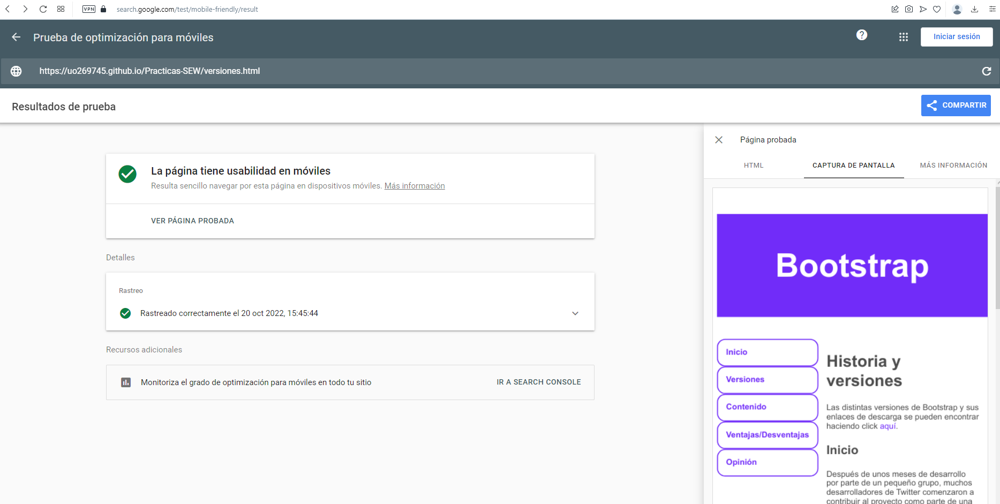 VPN
search.google.com/test/mobile-friendly/result
Prueba de optimización para móviles
?
Iniciar sesión
https://uo269745.github.io/Practicas-SEW/versiones.html
Resultados de prueba
COMPARTIR
La página tiene usabilidad en móviles
Resulta sencillo navegar por esta página en dispositivos móviles. Más información
VER PÁGINA PROBADA
Detalles
Rastreo
Rastreado correctamente el 20 oct 2022, 15:45:44
Recursos adicionales
Monitoriza el grado de optimización para móviles en todo tu sitio
IR A SEARCH CONSOLE
Página probada
HTML
CAPTURA DE PANTALLA
MÁS INFORMACIÓN
Bootstrap
Inicio
Versiones
Contenido
Ventajas/Desventajas
Opinión
Historia y
versiones
Las distintas versiones de Bootstrap y sus
enlaces de descarga se pueden encontrar
haciendo click aquí.
Inicio
Después de unos meses de desarrollo
por parte de un pequeño grupo, muchos
desarrolladores de Twitter comenzaron a
contribuir al proyecto como parte de una